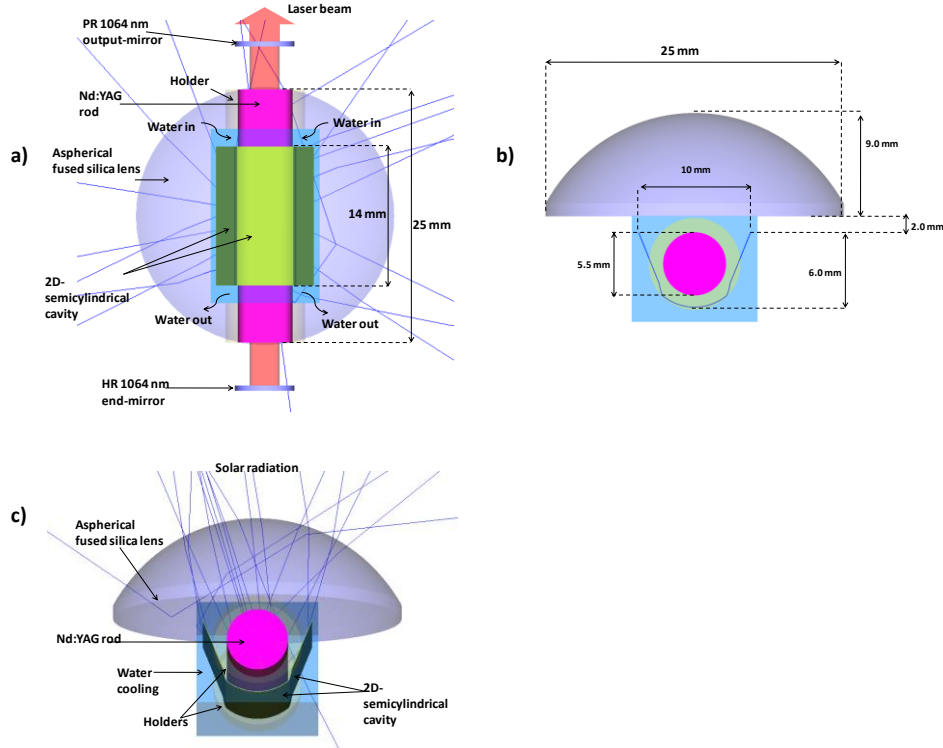 a)
Laser beam
PR 1064 nm
output-mirror
Holder
Nd:YAG
rod
Water in
Water in
Aspherical
fused silica lens
14 mm
25 mm
2D-
semicylindrical
cavity
Water out
Water out
HR 1064 nm
end-mirror
b)
25 mm
9.0 mm
10 mm
2.0 mm
5.5 mm
6.0 mm
c)
Solar radiation
Aspherical
fused silica lens
Nd:YAG rod
Water
cooling
Holders
2D-
semicylindrical
cavity